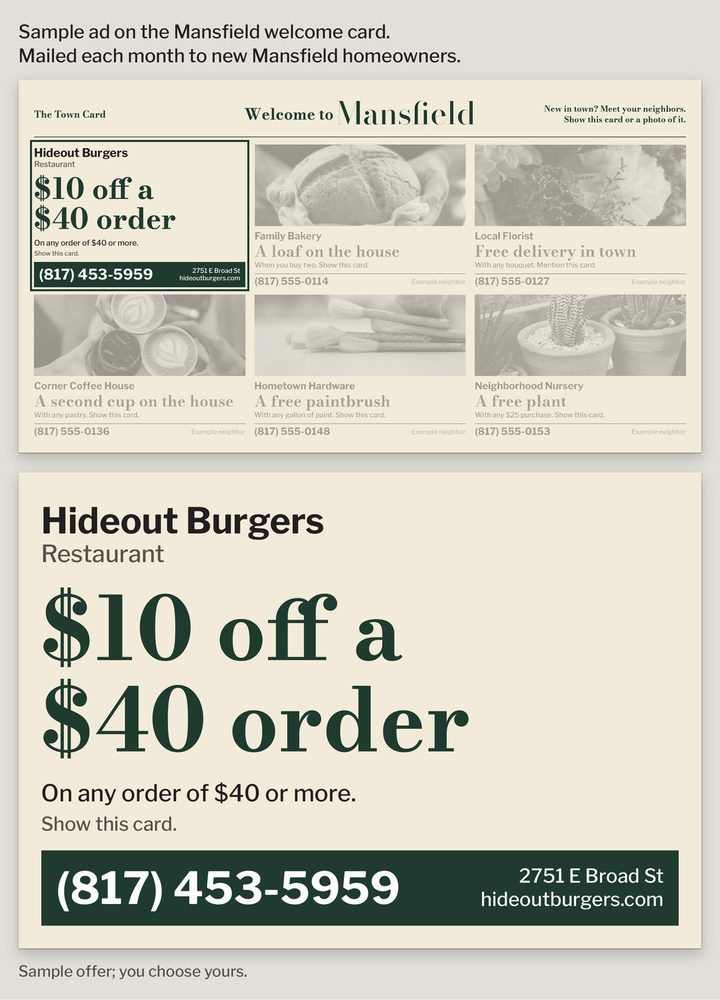 Sample ad on the Mansfield welcome card.
Mailed each month to new Mansfield homeowners.
The Town Card
Welcome to Mansfield
New in town? Meet your neighbors.
Show this card or a photo of it.
Hideout Burgers
Restaurant
$10 off a
$40 order
On any order of $40 or more.
Show this card.
(817) 453-5959
2751 E Broad St
hideoutburgers.com
Family Bakery
A loaf on the house
When you buy two. Show this card.
(817) 555-0114
Example neighbor
Local Florist
Free delivery in town
With any bouquet. Mention this card.
(817) 555-0127
Example neighbor
Corner Coffee House
A second cup on the house
With any pastry. Show this card.
(817) 555-0136
Example neighbor
Hometown Hardware
A free paintbrush
With any gallon of paint. Show this card.
(817) 555-0148
Example neighbor
Neighborhood Nursery
A free plant
With any $25 purchase. Show this card.
(817) 555-0153
Example neighbor
Hideout Burgers
Restaurant
$10 off a
$40 order
On any order of $40 or more.
Show this card.
(817) 453-5959
2751 E Broad St
hideoutburgers.com
Sample offer; you choose yours.